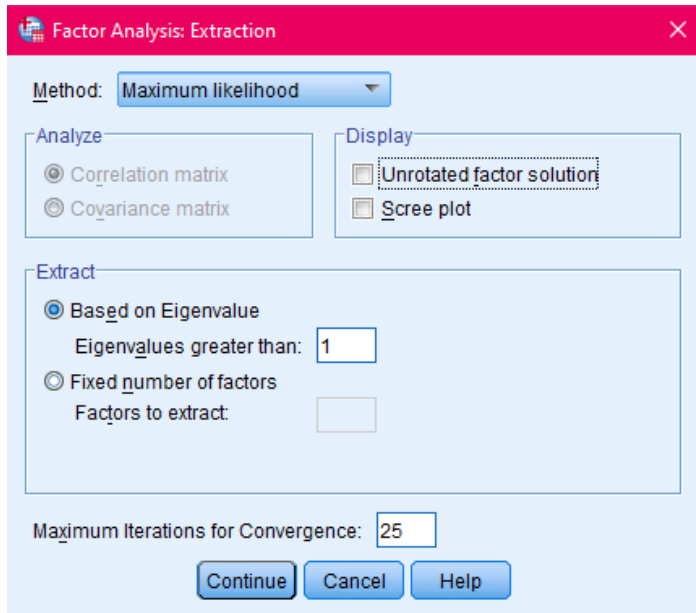 Factor Analysis: Extraction
Method: Maximum likelihood
Analyze
Correlation matrix
Covariance matrix
Display
Unrotated factor solution
Scree plot
Extract
Based on Eigenvalue
Eigenvalues greater than: 1
Fixed number of factors
Factors to extract:
Maximum Iterations for Convergence: 25
Continue Cancel Help